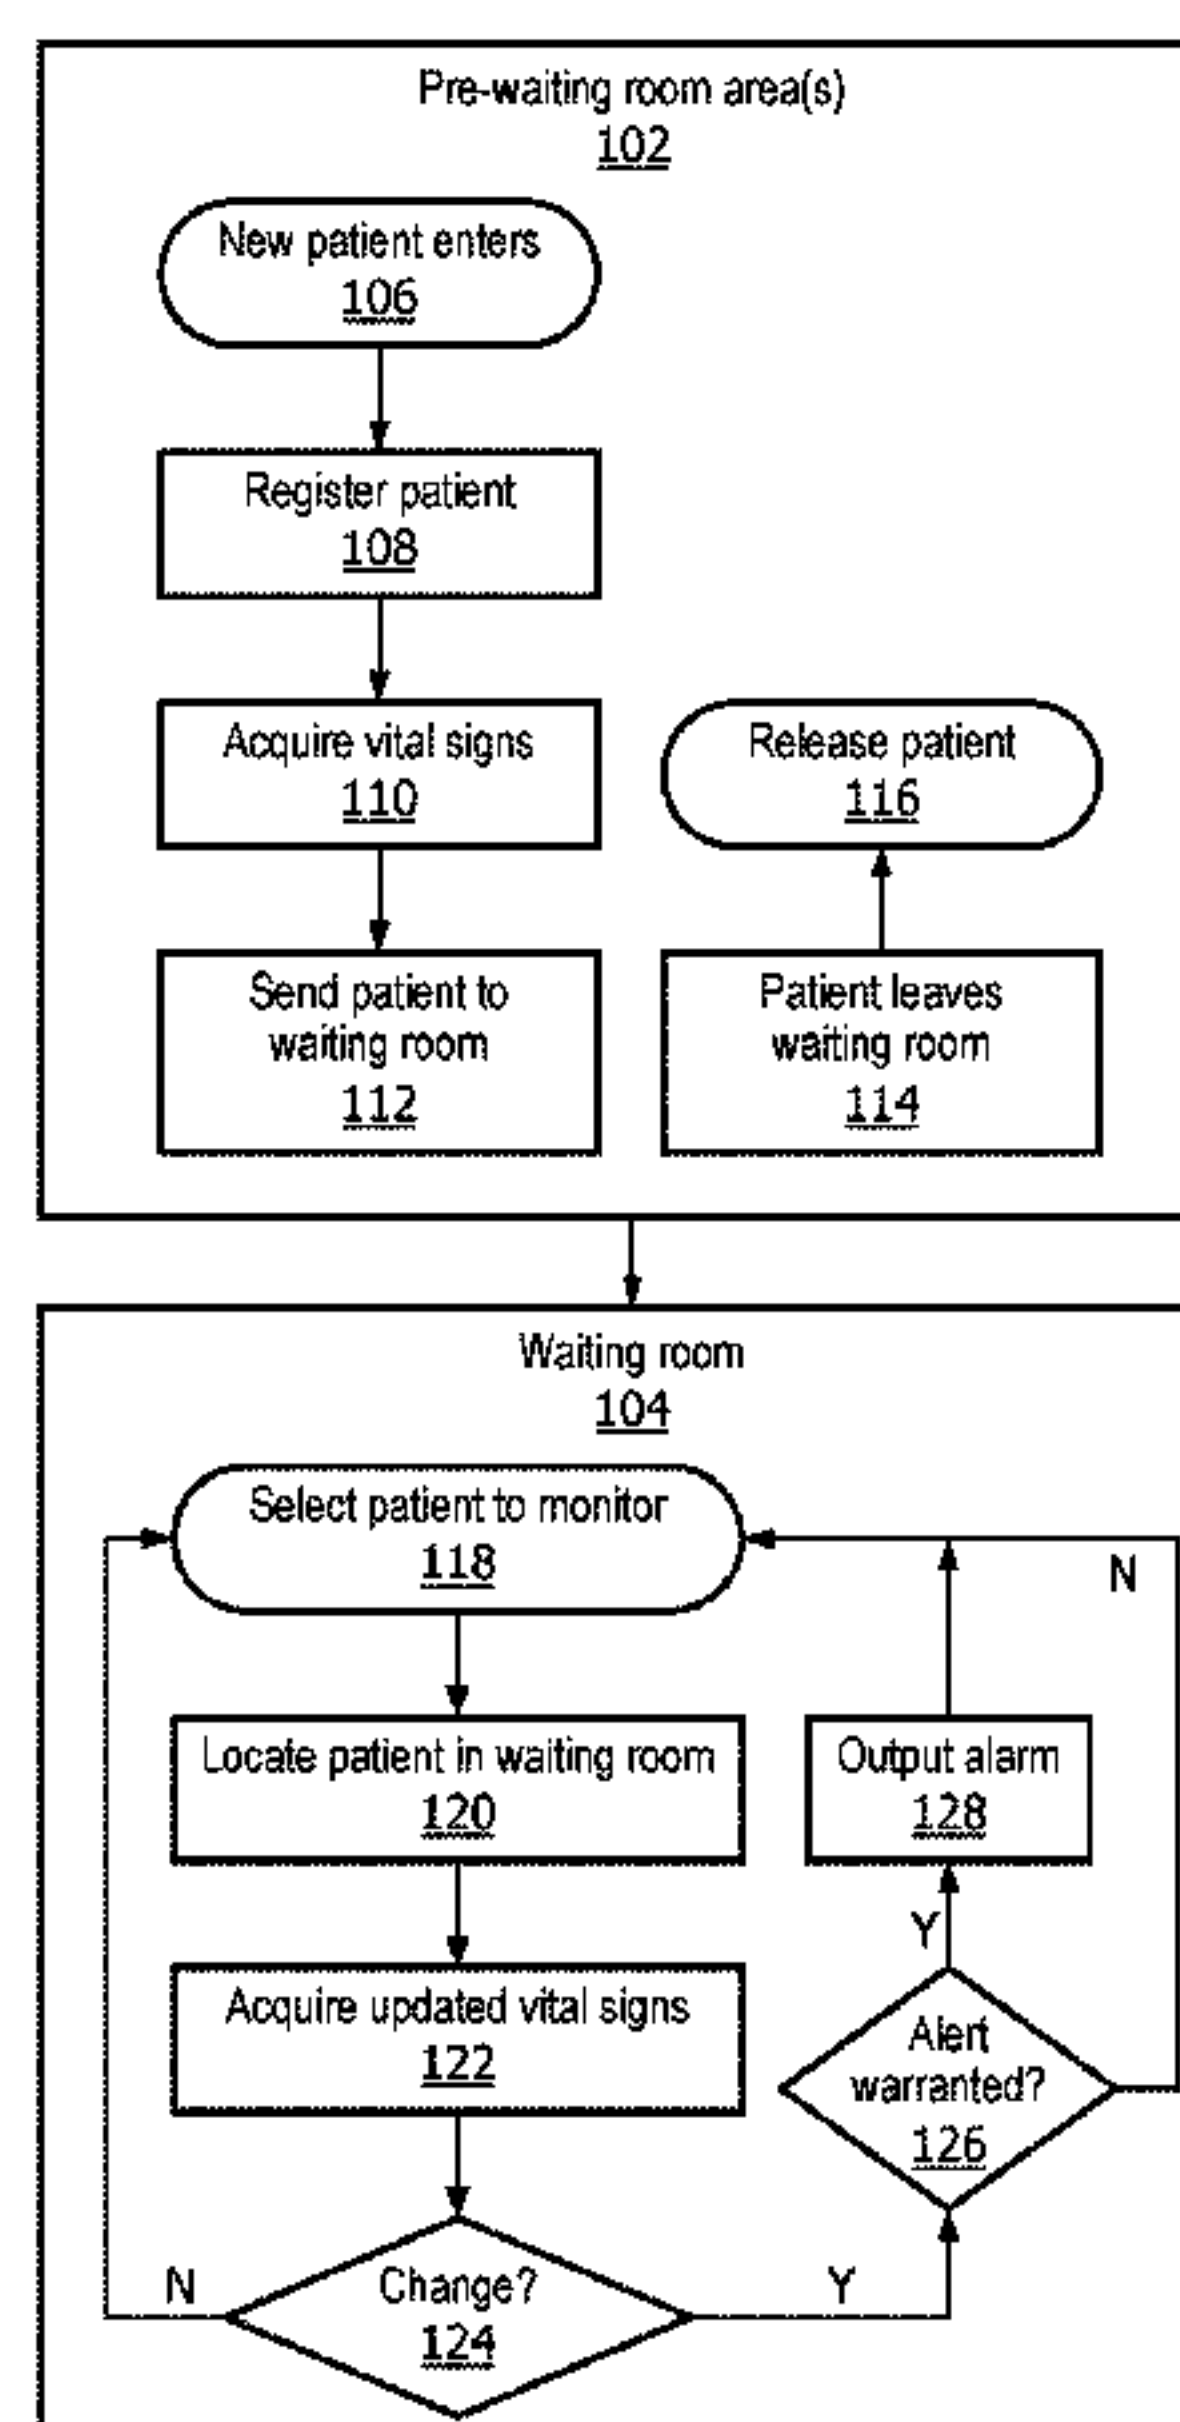 Pre-waiting room area(s)
102
New patient enters
106
Register patient
108
Acquire vital signs
110
Release patient
116
Send patient to
waiting room
112
Patient leaves
waiting room
114
Waiting room
104
Select patient to monitor
118
N
Locate patient in waiting room
120
Output alarm
128
Y
Acquire updated vital signs
122
Alert
warranted?
126
N
Change?
124
Y